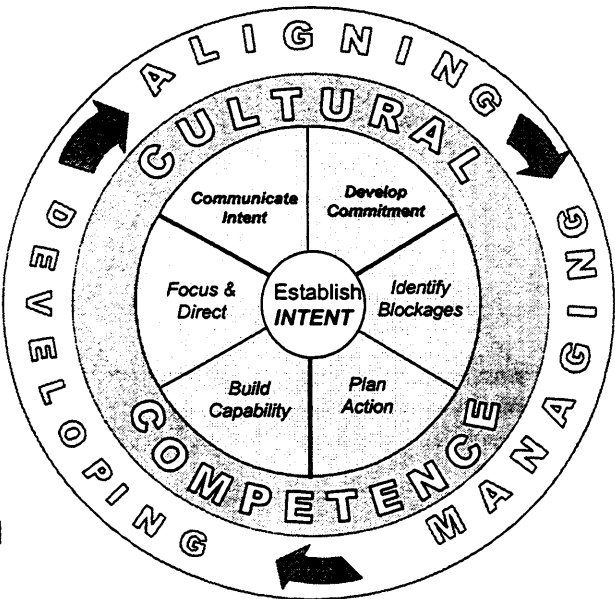 ALIGNING
CULTURAL
Communicate
Intent
Develop
Commitment
Focus &
Direct
Establish
INTENT
Identify
Blockages
Build
Capability
Plan
Action
COMPETENCE
DEVELOPING
MANAGING